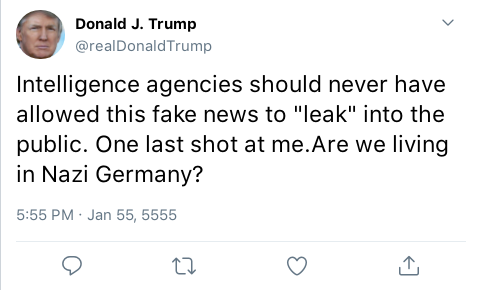 Donald J. Trump
@realDonaldTrump
Intelligence agencies should never have
allowed this fake news to "leak" into the
public. One last shot at me.Are we living
in Nazi Germany?
5:55 PM · Jan 55, 5555